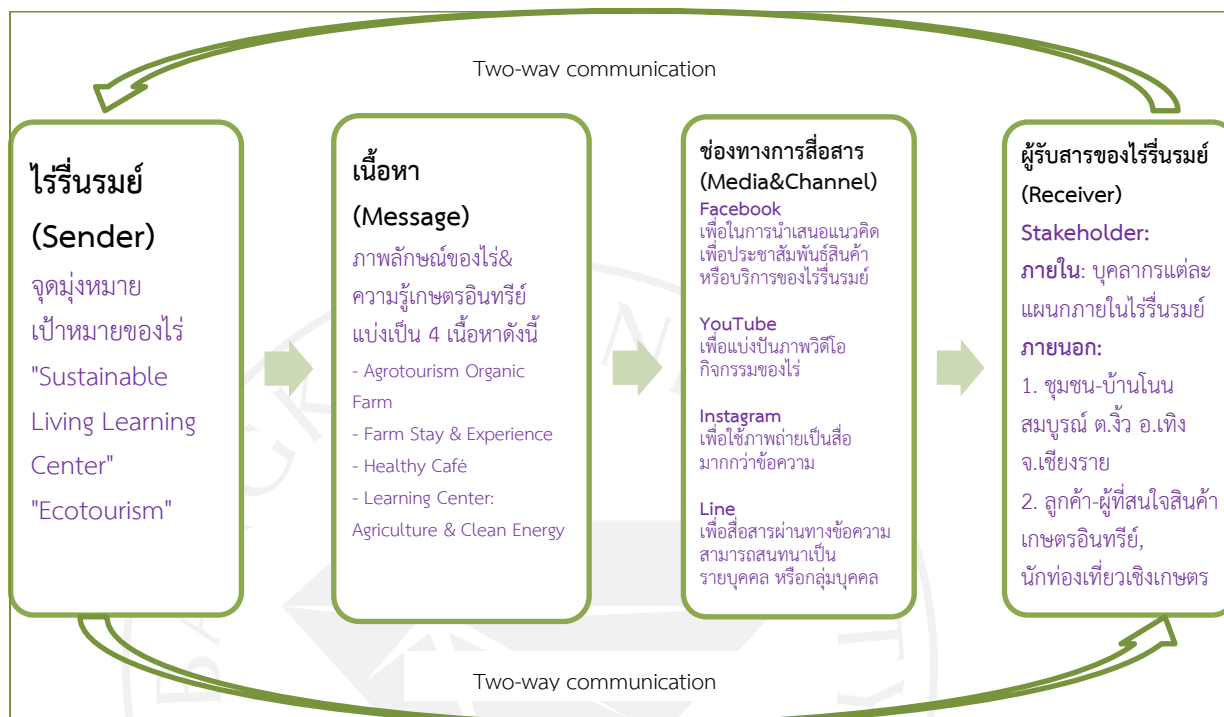 Two-way communication
ไร่รื่นรมย์
(Sender)
จุดมุ่งหมาย
เป้าหมายของไร่
"Sustainable
Living Learning
Center"
"Ecotourism"
เนื้อหา
(Message)
ภาพลักษณ์ของไร่&
ความรู้เกษตรอินทรีย์
แบ่งเป็น 4 เนื้อหาดังนี้
- Agrotourism Organic
Farm
- Farm Stay & Experience
- Healthy Café
- Learning Center:
Agriculture & Clean Energy
ช่องทางการสื่อสาร
(Media&Channel)
Facebook
เพื่อในการนำเสนอแนวคิด
เพื่อประชาสัมพันธ์สินค้า
หรือบริการของไร่รื่นรมย์
YouTube
เพื่อแบ่งปันภาพวิดีโอ
กิจกรรมของไร่
Instagram
เพื่อใช้ภาพถ่ายเป็นสื่อ
มากกว่าข้อความ
Line
เพื่อสื่อสารผ่านทางข้อความ
สามารถสนทนาเป็น
รายบุคคล หรือกลุ่มบุคคล
ผู้รับสารของไร่รื่นรมย์
(Receiver)
Stakeholder:
ภายใน: บุคลากรแต่ละ
แผนกภายในไร่รื่นรมย์
ภายนอก:
1. ชุมชน-บ้านโนน
สมบูรณ์ ต.งิ้ว อ.เทิง
จ.เชียงราย
2. ลูกค้า-ผู้ที่สนใจสินค้า
เกษตรอินทรีย์,
นักท่องเที่ยวเชิงเกษตร
Two-way communication